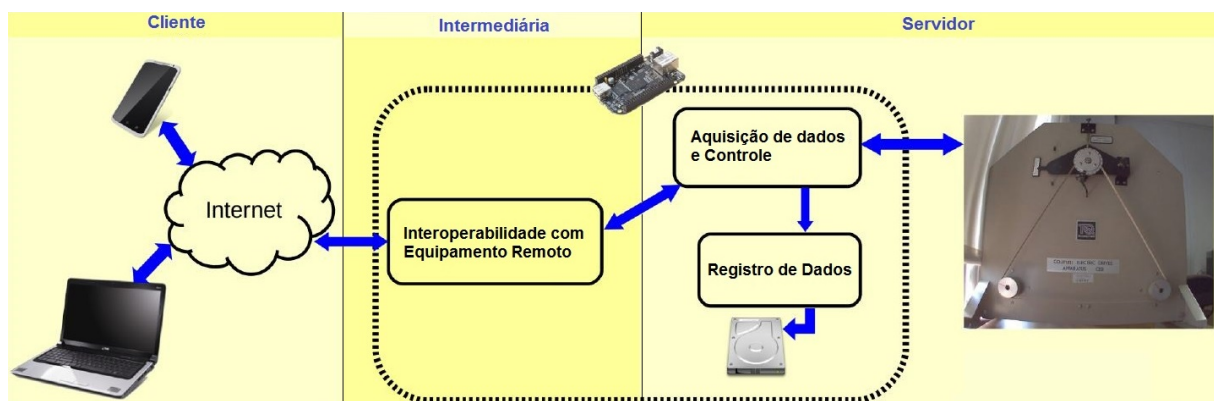 Cliente
Intermediária
Servidor
Internet
Interoperabilidade com
Equipamento Remoto
Aquisição de dados
e Controle
Registro de Dados